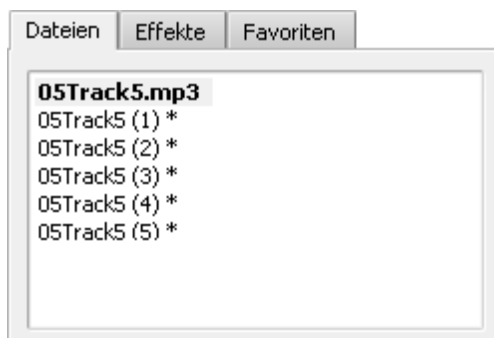 Dateien Effekte Favoriten
05Track5.mp3
05Track5 (1) *
05Track5 (2) *
05Track5 (3) *
05Track5 (4) *
05Track5 (5) *